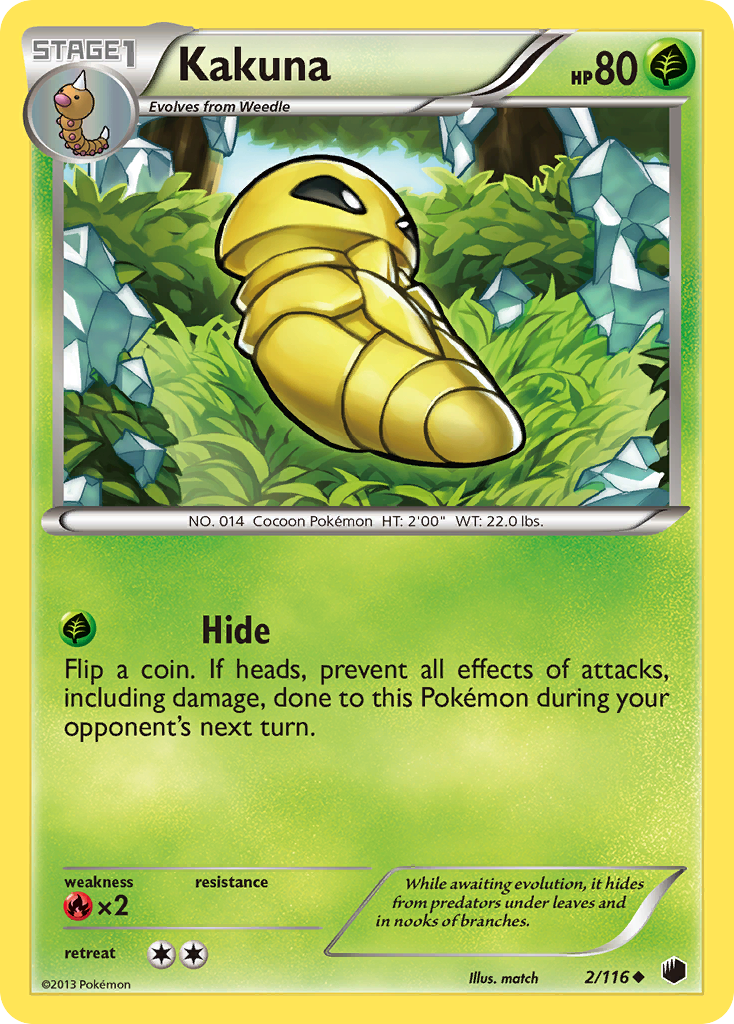 STAGE1
Kakuna
HP80
Evolves from Weedle
NO. 014 Cocoon Pokémon HT: 2'00" WT: 22.0 lbs.
Hide
Flip a coin. If heads, prevent all effects of attacks,
including damage, done to this Pokémon during your
opponent's next turn.
weakness
resistance
×2
While awaiting evolution, it hides
from predators under leaves and
in nooks of branches.
retreat
©2013 Pokémon
Illus. match
2/116